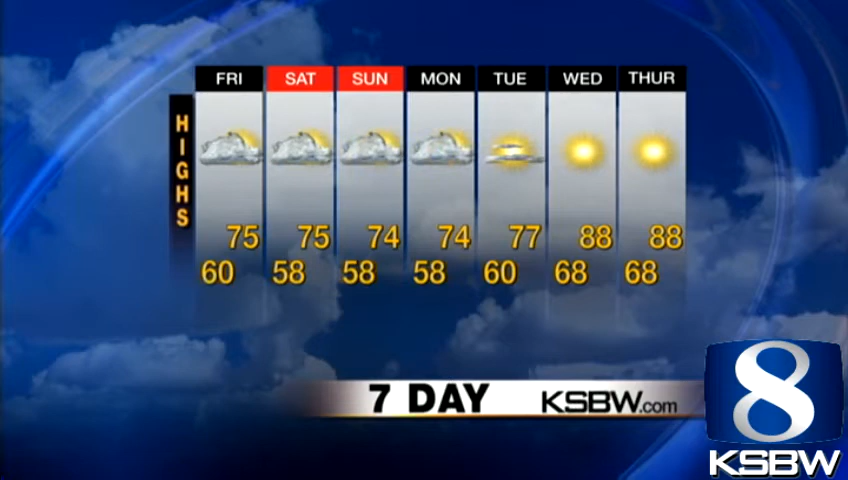 FRI SAT SUN MON TUE WED THUR
HIGHS
75 75 74 74 77 88 88
60 58 58 58 60 68 68
7 DAY KSBW.com
8
KSBW